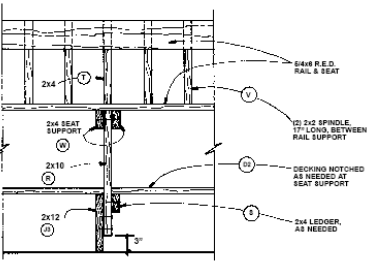 5/4x6 R.E.D.
RAIL & SEAT
2x4
T
V
2x4 SEAT
SUPPORT
(2) 2x2 SPINDLE,
17" LONG, BETWEEN
RAIL SUPPORT
W
2x10
R
D2
DECKING NOTCHED
AS NEEDED AT
SEAT SUPPORT
2x12
S
J3
2x4 LEDGER,
AS NEEDED
3"